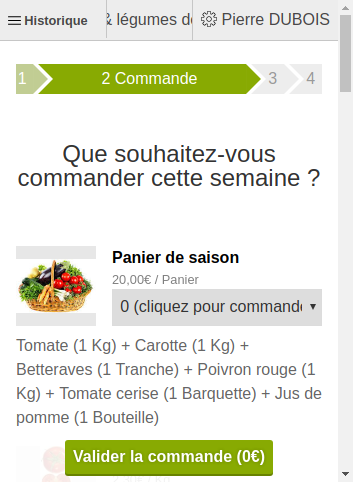 Historique
& légumes de
Pierre DUBOIS
1
2 Commande
3
4
Que souhaitez-vous
commander cette semaine ?
Panier de saison
20,00€ / Panier
0 (cliquez pour commande
Tomate (1 Kg) + Carotte (1 Kg) +
Betteraves (1 Tranche) + Poivron rouge (1
Kg) + Tomate cerise (1 Barquette) + Jus de
pomme (1 Bouteille)
Valider la commande (0€)